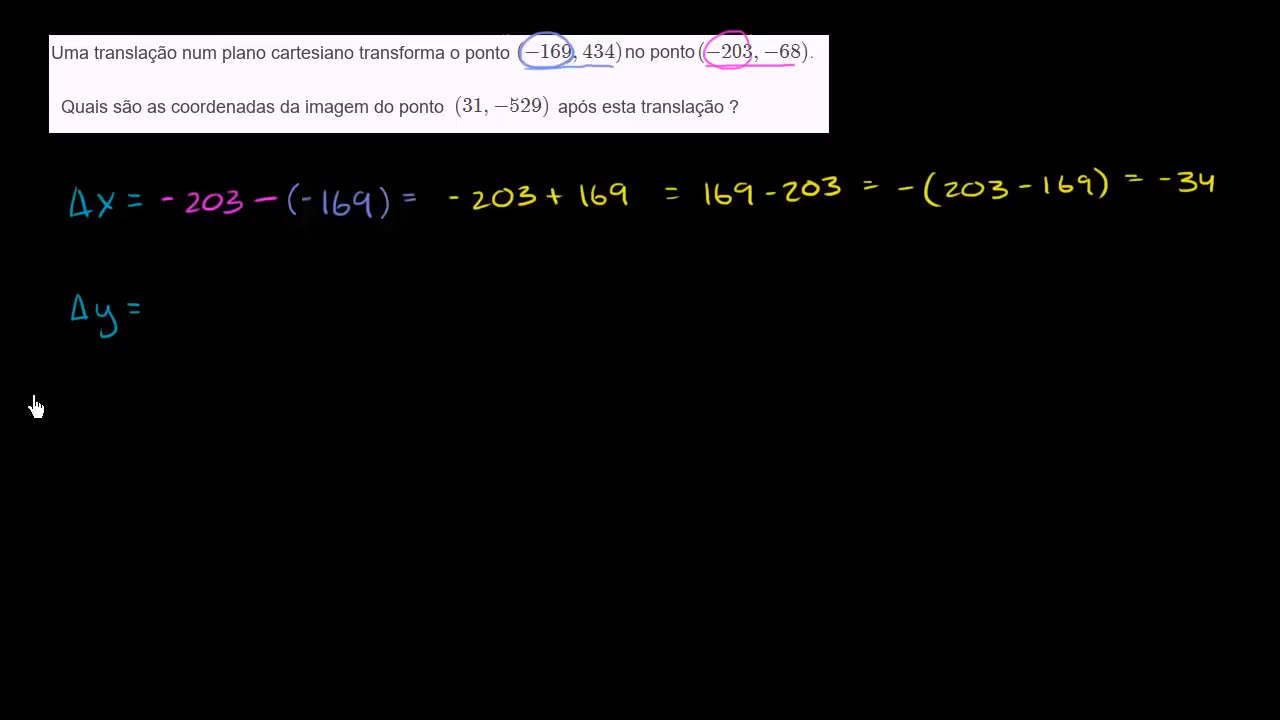 Uma translação num plano cartesiano transforma o ponto (−169, 434) no ponto (−203, −68).
Quais são as coordenadas da imagem do ponto (31, −529) após esta translação ?
Δx = -203 - (-169) = -203 + 169 = 169 - 203 = -(203 - 169) = -34
Δy =